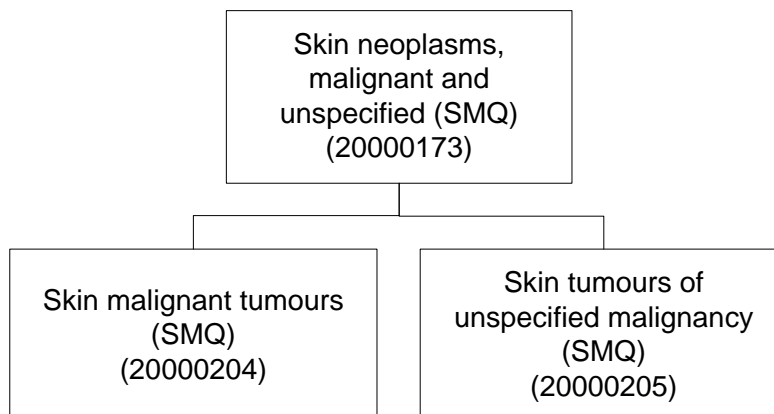 Skin neoplasms,
malignant and
unspecified (SMQ)
(20000173)
Skin malignant tumours
(SMQ)
(20000204)
Skin tumours of
unspecified malignancy
(SMQ)
(20000205)